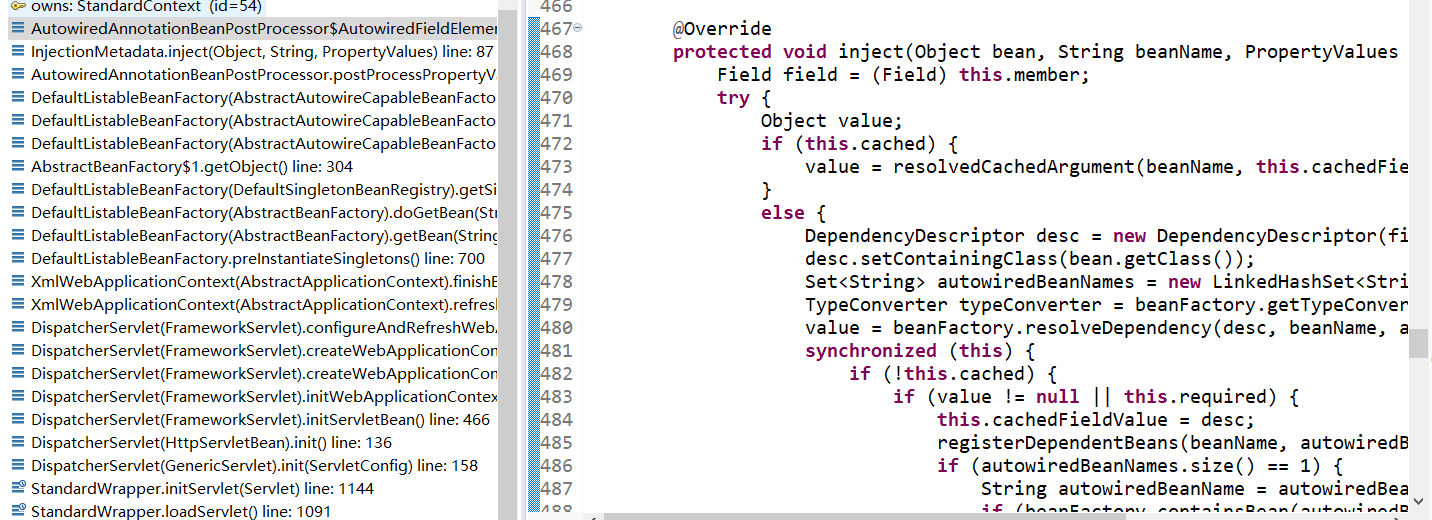 owns: StandardContext (id=54)
AutowiredAnnotationBeanPostProcessor$AutowiredFieldElemen
InjectionMetadata.inject(Object, String, PropertyValues) line: 87
AutowiredAnnotationBeanPostProcessor.postProcessPropertyVa
DefaultListableBeanFactory(AbstractAutowireCapableBeanFacto
DefaultListableBeanFactory(AbstractAutowireCapableBeanFacto
DefaultListableBeanFactory(AbstractAutowireCapableBeanFacto
AbstractBeanFactory$1.getObject() line: 304
DefaultListableBeanFactory(DefaultSingletonBeanRegistry).getSi
DefaultListableBeanFactory(AbstractBeanFactory).doGetBean(Str
DefaultListableBeanFactory(AbstractBeanFactory).getBean(String
DefaultListableBeanFactory.preInstantiateSingletons() line: 700
XmlWebApplicationContext(AbstractApplicationContext).finishB
XmlWebApplicationContext(AbstractApplicationContext).refresh
DispatcherServlet(FrameworkServlet).configureAndRefreshWebA
DispatcherServlet(FrameworkServlet).createWebApplicationCon
DispatcherServlet(FrameworkServlet).createWebApplicationCon
DispatcherServlet(FrameworkServlet).initWebApplicationContex
DispatcherServlet(FrameworkServlet).initServletBean() line: 466
DispatcherServlet(HttpServletBean).init() line: 136
DispatcherServlet(GenericServlet).init(ServletConfig) line: 158
StandardWrapper.initServlet(Servlet) line: 1144
StandardWrapper.loadServlet() line: 1091
466
467 @Override
468 protected void inject(Object bean, String beanName, PropertyValues
469 Field field = (Field) this.member;
470 try {
471 Object value;
472 if (this.cached) {
473 value = resolvedCachedArgument(beanName, this.cachedFie
474 }
475 else {
476 DependencyDescriptor desc = new DependencyDescriptor(fi
477 desc.setContainingClass(bean.getClass());
478 Set<String> autowiredBeanNames = new LinkedHashSet<Stri
479 TypeConverter typeConverter = beanFactory.getTypeConver
480 value = beanFactory.resolveDependency(desc, beanName, a
481 synchronized (this) {
482 if (!this.cached) {
483 if (value != null || this.required) {
484 this.cachedFieldValue = desc;
485 registerDependentBeans(beanName, autowiredB
486 if (autowiredBeanNames.size() == 1) {
487 String autowiredBeanName = autowiredBea
488 if (beanFactory.containsBean(autowiredB